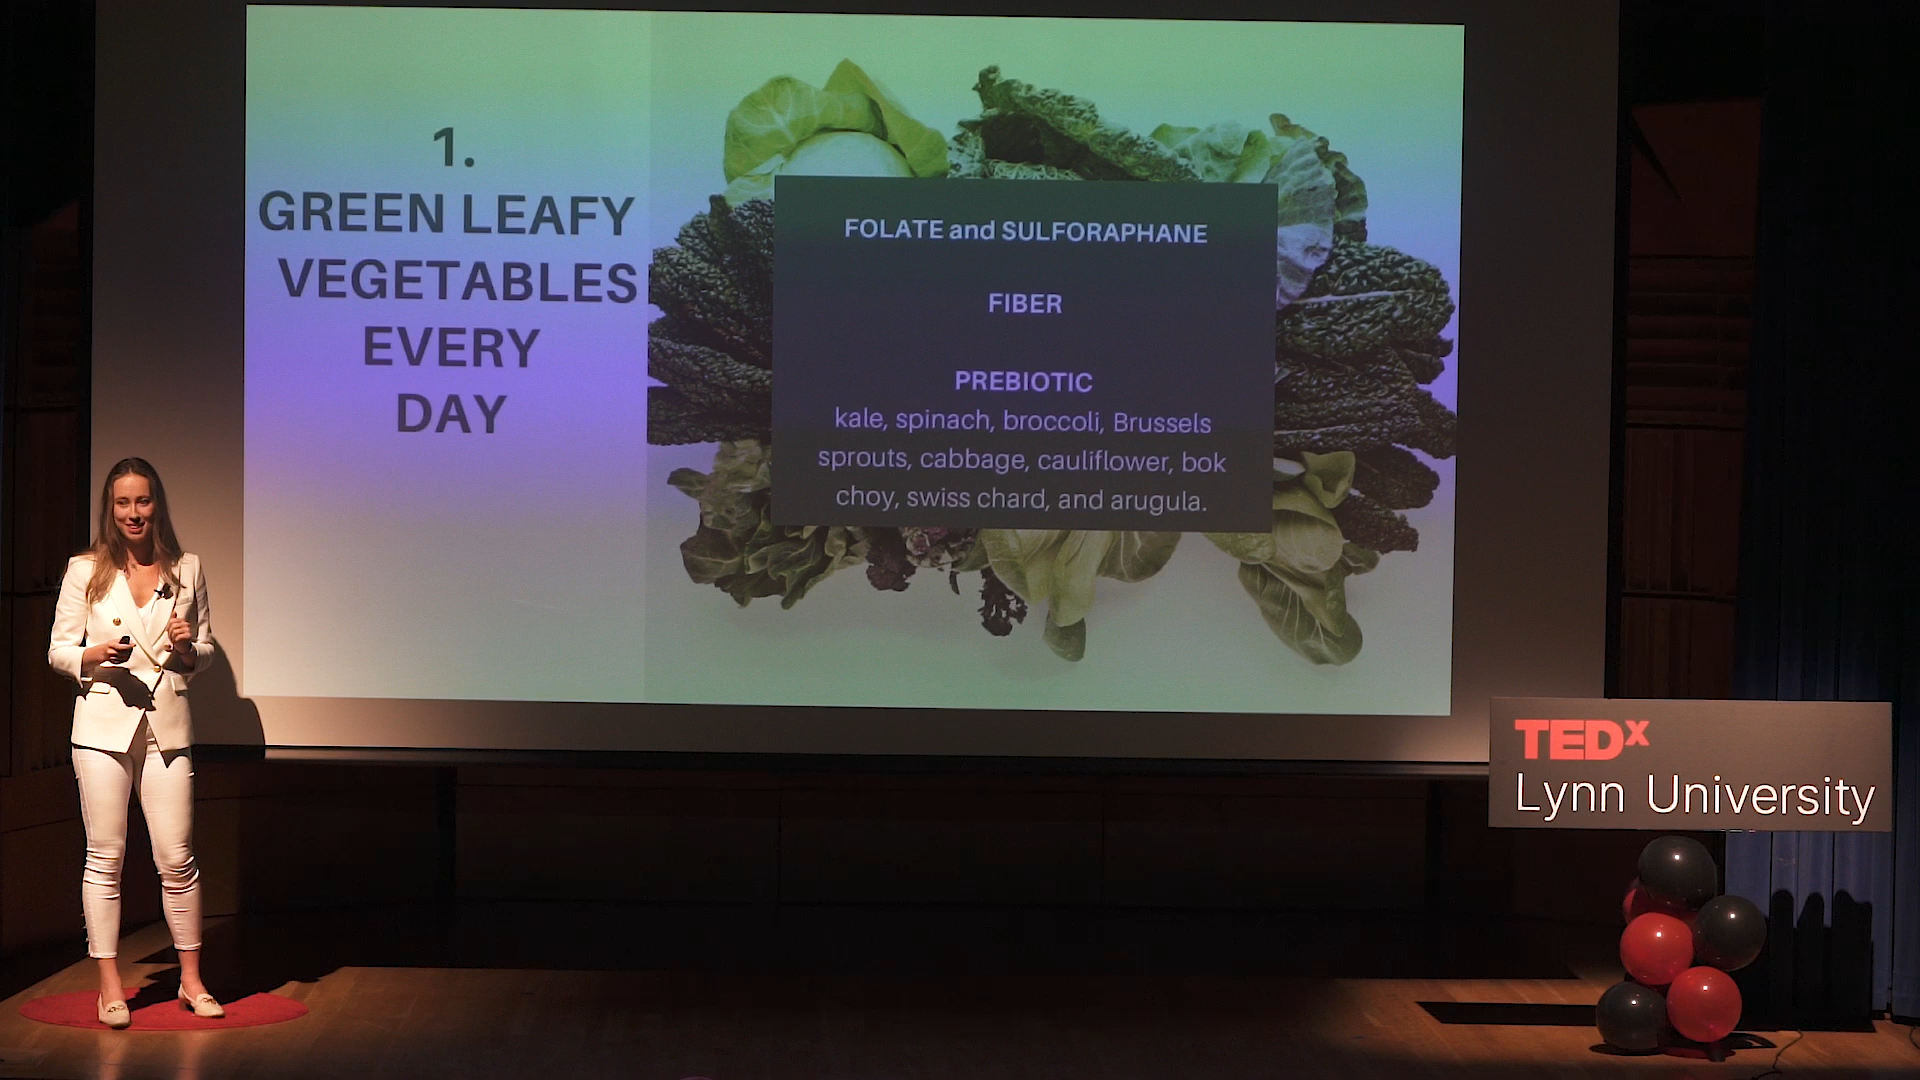 1.
GREEN LEAFY
VEGETABLES
EVERY
DAY
FOLATE and SULFORAPHANE
FIBER
PREBIOTIC
kale, spinach, broccoli, Brussels
sprouts, cabbage, cauliflower, bok
choy, swiss chard, and arugula.
TEDx
Lynn University